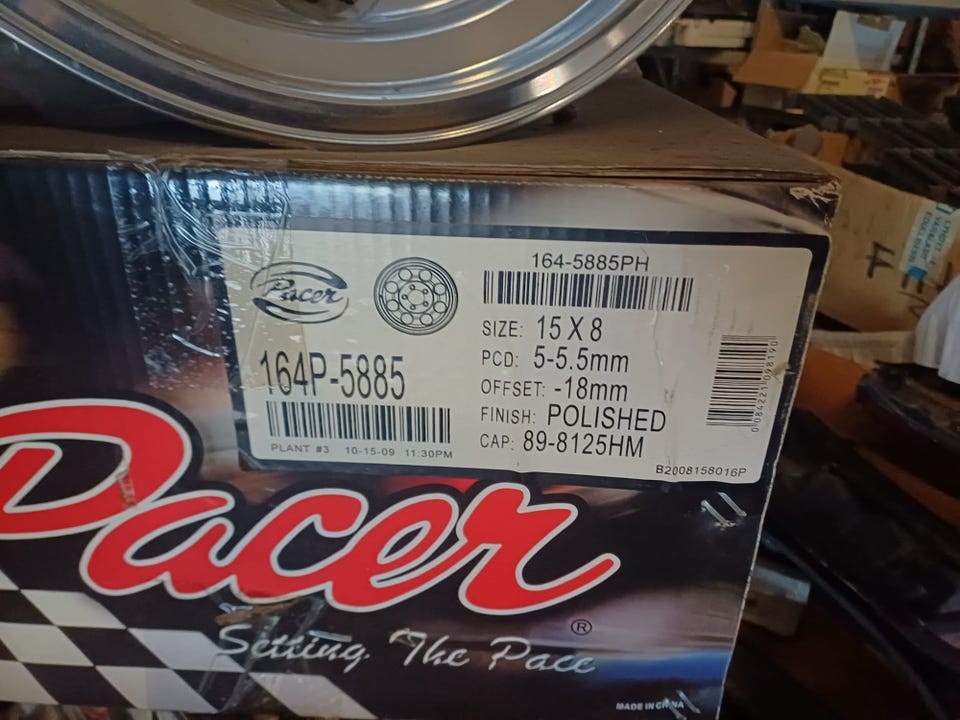 Pacer
164P-5885
PLANT #3 10-15-09 11:30PM
164-5885PH
SIZE: 15 X 8
PCD: 5-5.5mm
OFFSET: -18mm
FINISH: POLISHED
CAP: 89-8125HM
B2008158016P
Pacer
®
Setting The Pace
MADE IN CHINA